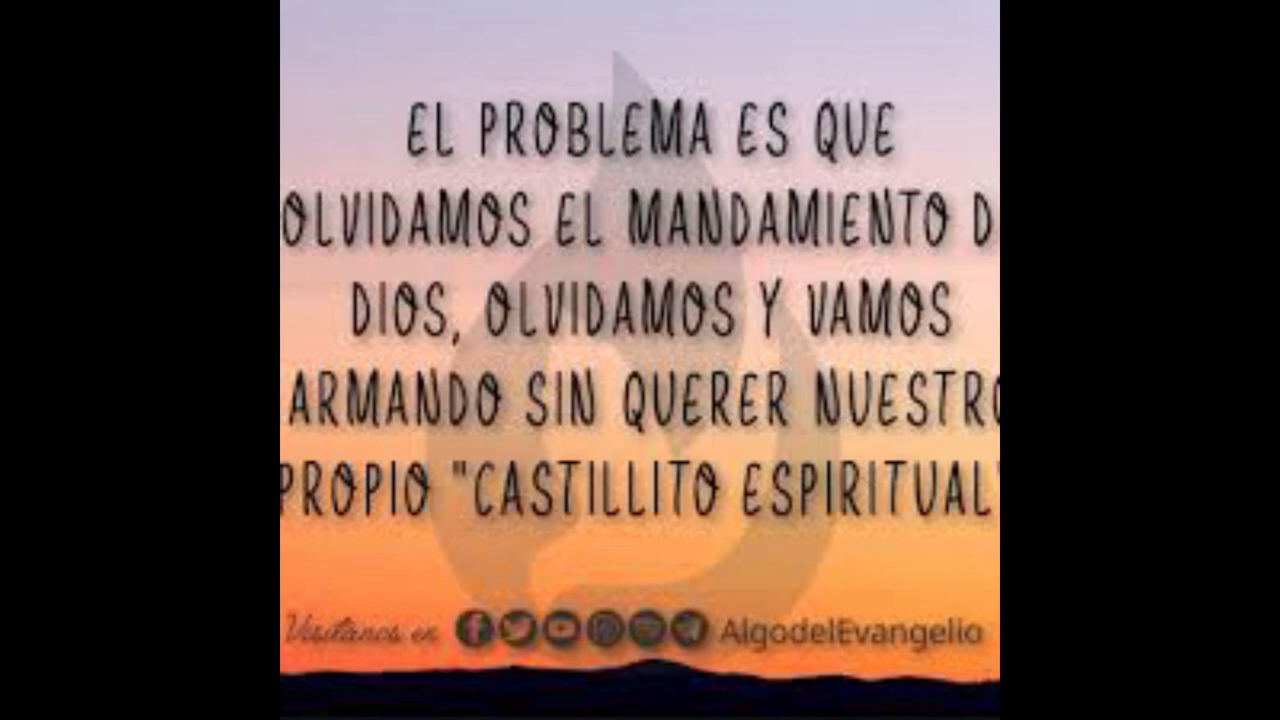 EL PROBLEMA ES QUE
OLVIDAMOS EL MANDAMIENTO D
DIOS, OLVIDAMOS Y VAMOS
ARMANDO SIN QUERER NUESTRO
PROPIO "CASTILLITO ESPIRITUAL"
Visítanos en AlgodelEvangelio